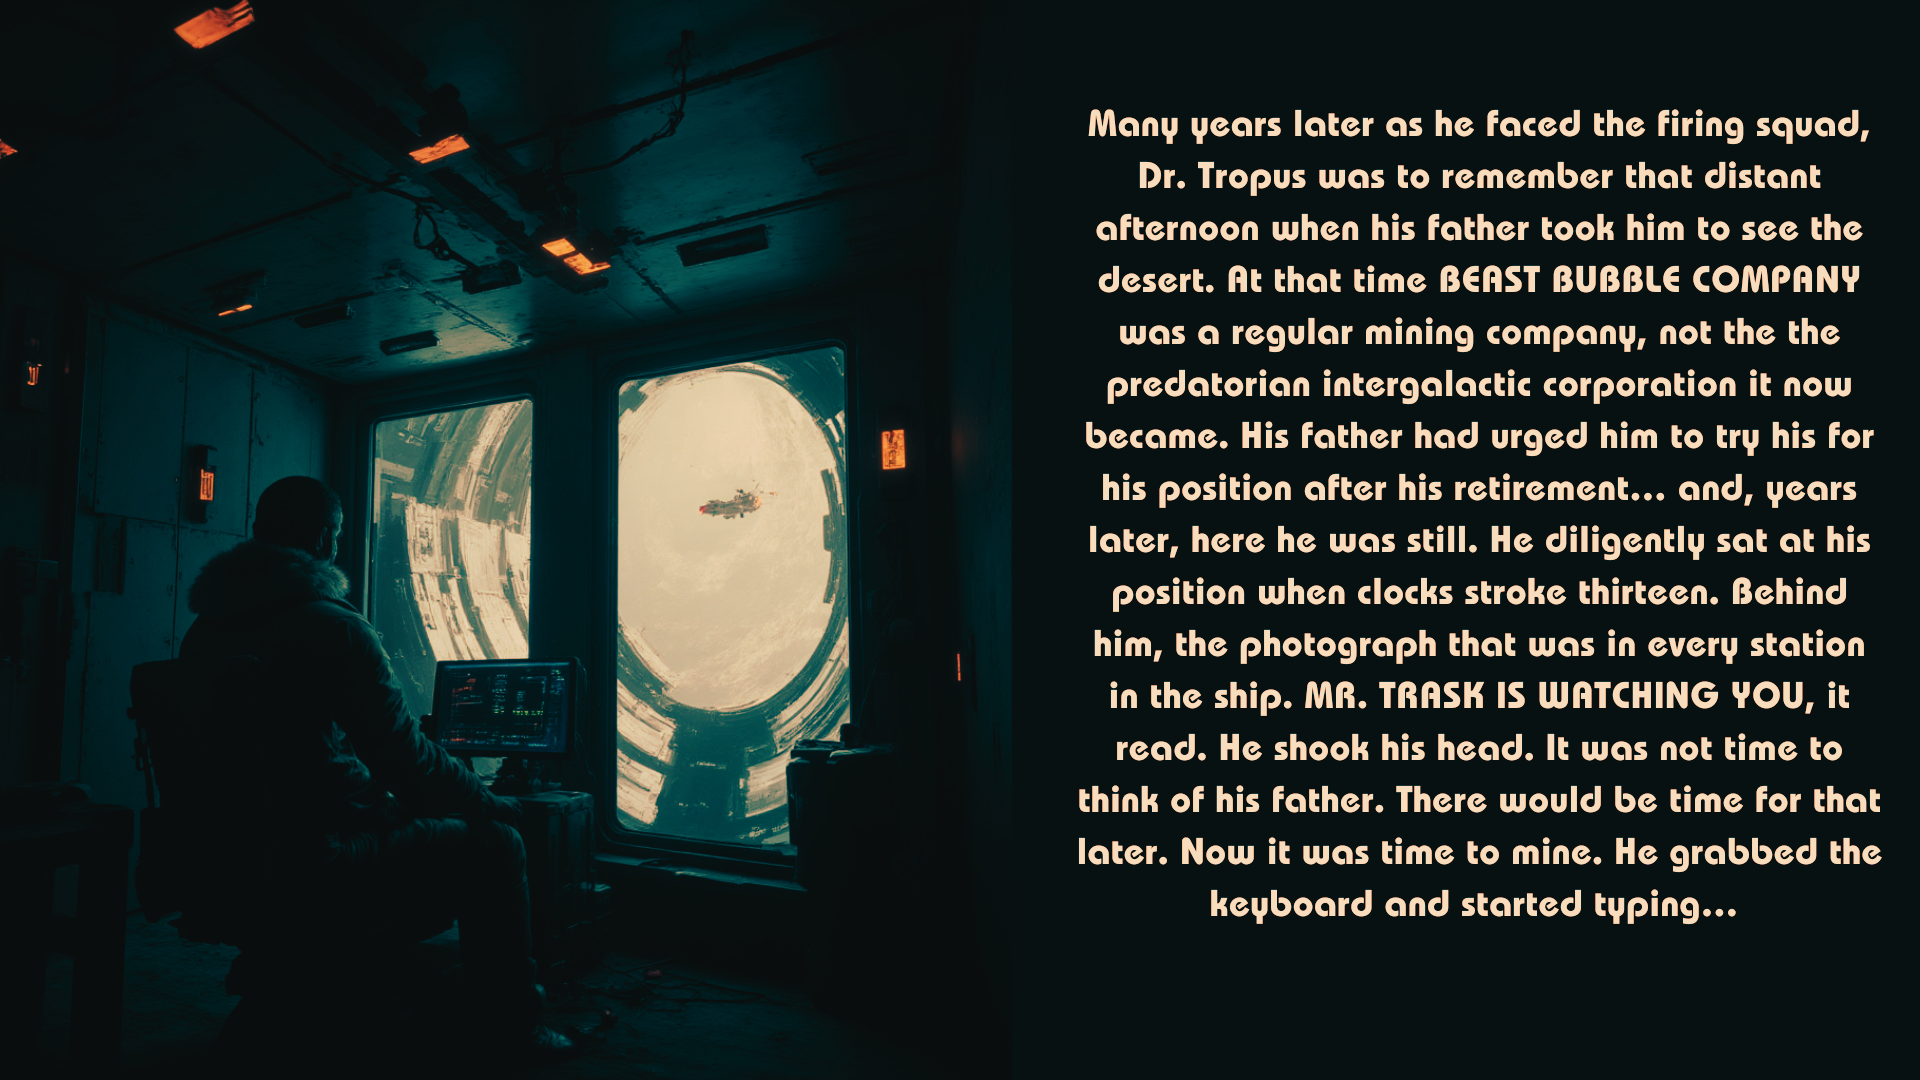 Many years later as he faced the firing squad,
Dr. Tropus was to remember that distant
afternoon when his father took him to see the
desert. At that time BEAST BUBBLE COMPANY
was a regular mining company, not the the
predatorian intergalactic corporation it now
became. His father had urged him to try his for
his position after his retirement... and, years
later, here he was still. He diligently sat at his
position when clocks stroke thirteen. Behind
him, the photograph that was in every station
in the ship. MR. TRASK IS WATCHING YOU, it
read. He shook his head. It was not time to
think of his father. There would be time for that
later. Now it was time to mine. He grabbed the
keyboard and started typing...